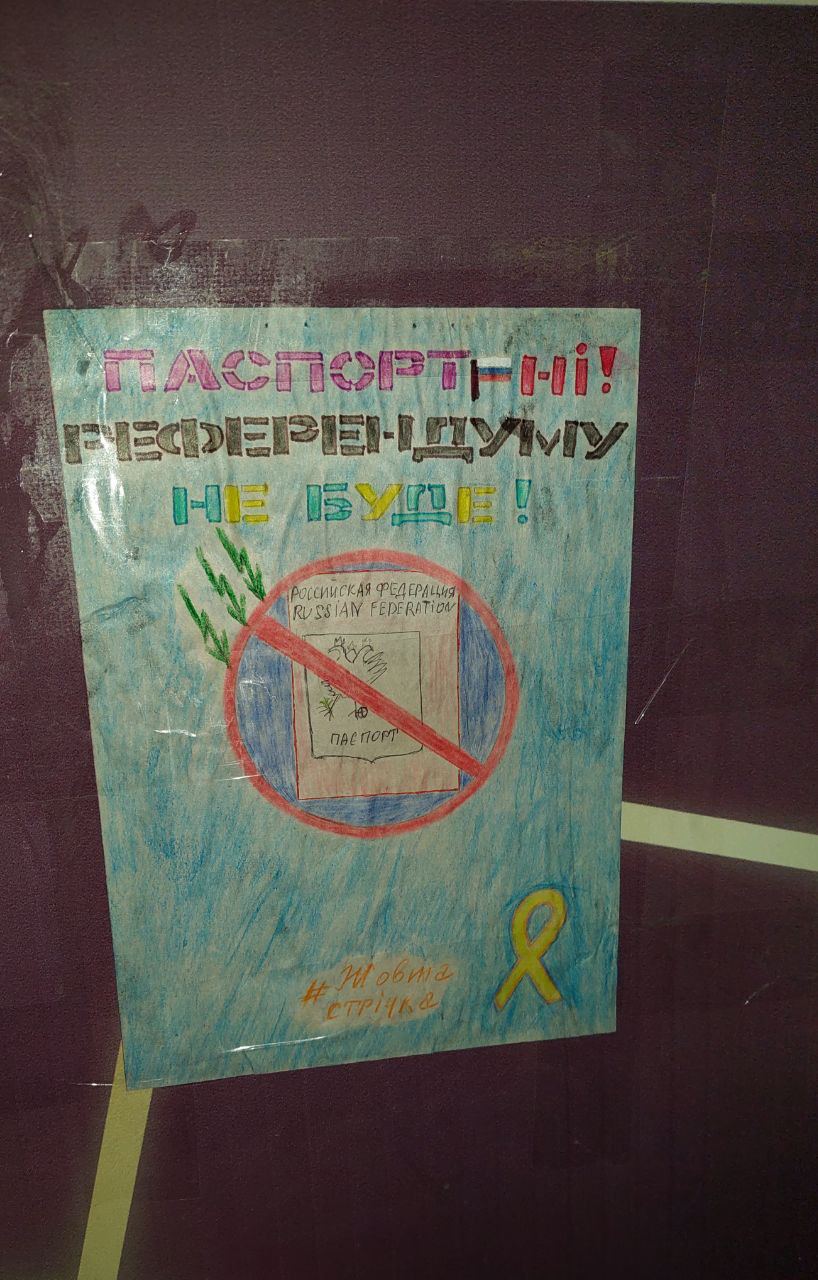 ПАСПОРТ НІ!
РЕФЕРЕНДУМУ
НЕ БУДЕ!
РОССИЙСКАЯ ФЕДЕРАЦИЯ
RUSSIAN FEDERATION
ПАСПОРТ
# Жовта
стрічка